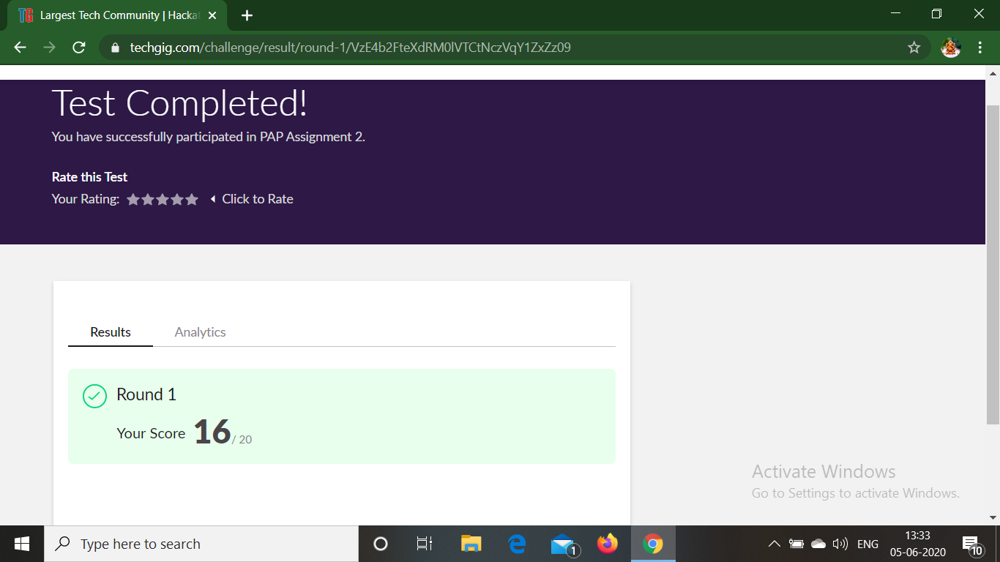 TG Largest Tech Community | Hacka
techgig.com/challenge/result/round-1/VzE4b2FteXdRM0lVTCtNczVqY1ZxZz09
Test Completed!
You have successfully participated in PAP Assignment 2.
Rate this Test
Your Rating: Click to Rate
Results Analytics
Round 1
Your Score 16 / 20
Activate Windows
Go to Settings to activate Windows.
Type here to search
1
ENG
13:33
05-06-2020
10